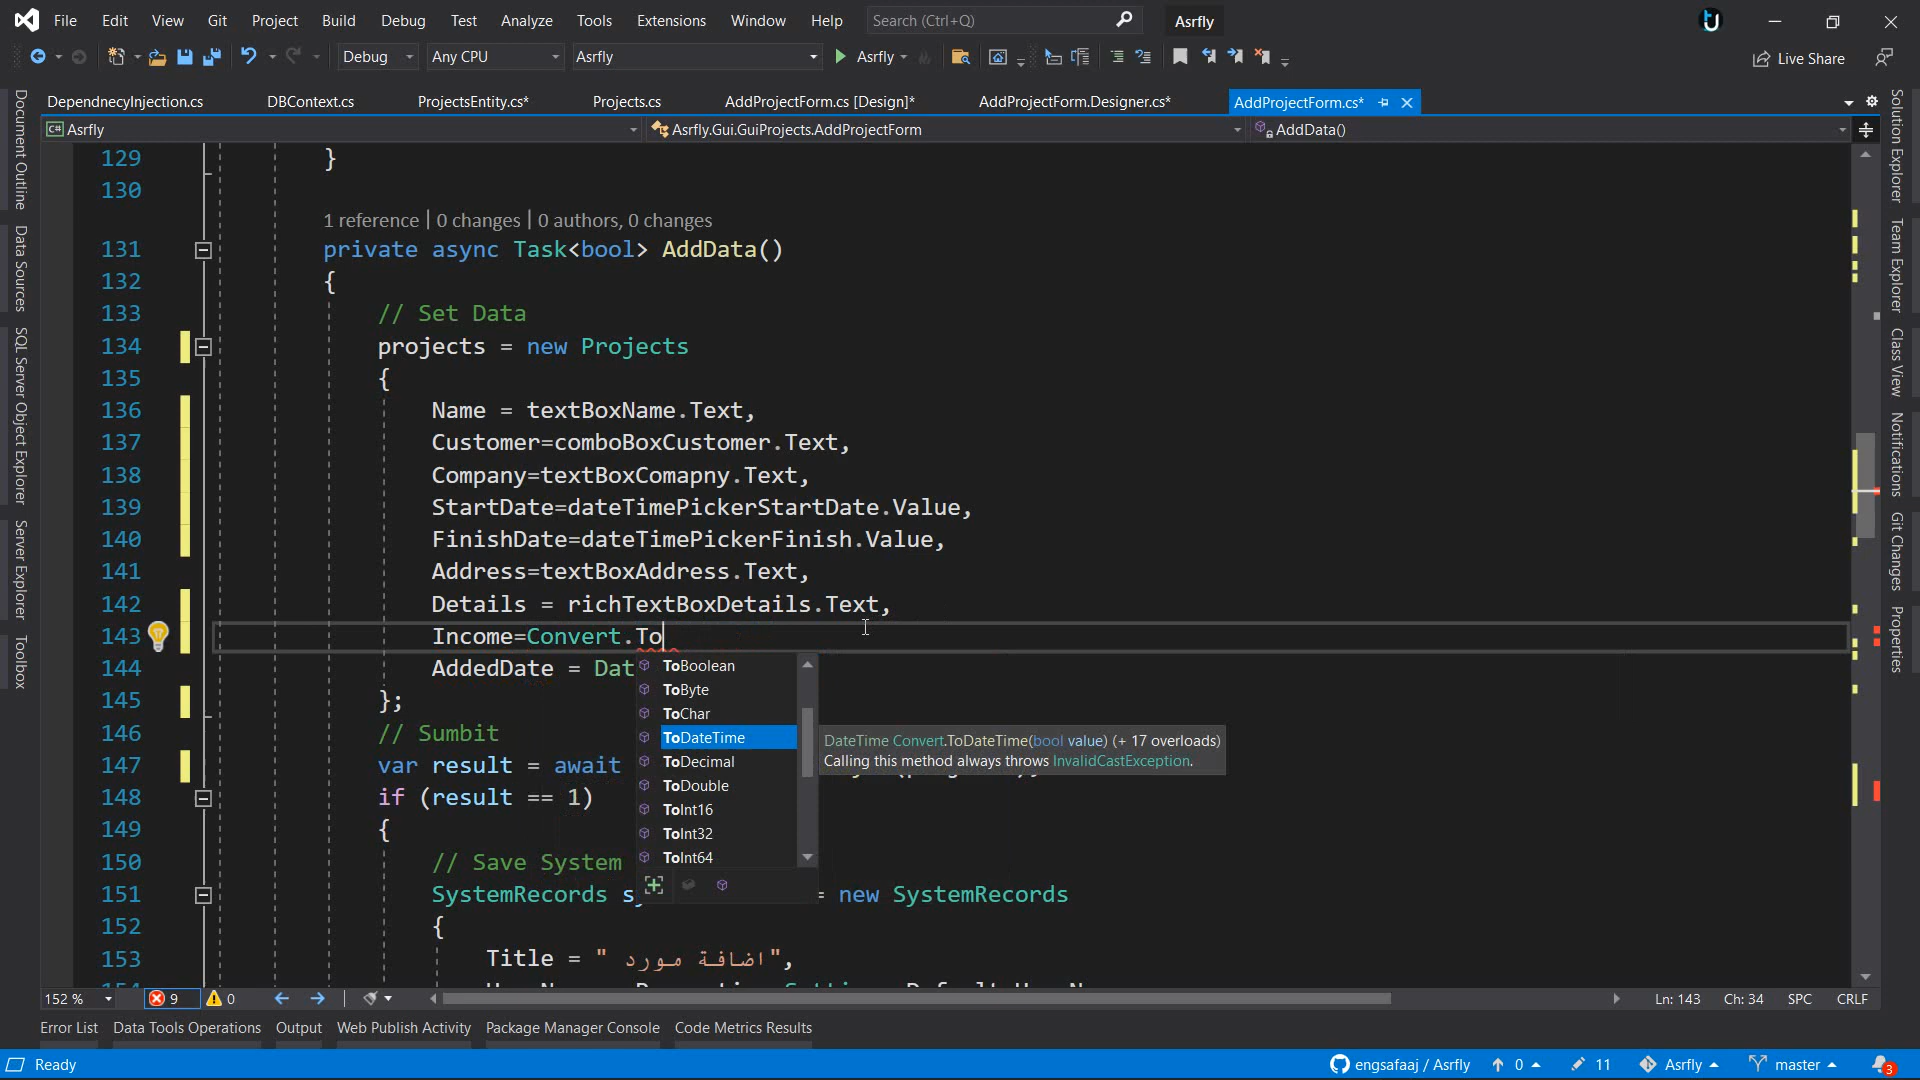 File Edit View Git Project Build Debug Test Analyze Tools Extensions Window Help Search (Ctrl+Q) Asrfly
Debug Any CPU Asrfly Asrfly Live Share
DependnecyInjection.cs DBContext.cs ProjectsEntity.cs* Projects.cs AddProjectForm.cs [Design]* AddProjectForm.Designer.cs* AddProjectForm.cs*
C# Asrfly Asrfly.Gui.GuiProjects.AddProjectForm AddData()
Document Outline
Data Sources
SQL Server Object Explorer
Server Explorer
Toolbox
129 }
130
1 reference | 0 changes | 0 authors, 0 changes
131 private async Task<bool> AddData()
132 {
133 // Set Data
134 projects = new Projects
135 {
136 Name = textBoxName.Text,
137 Customer=comboBoxCustomer.Text,
138 Company=textBoxComapny.Text,
139 StartDate=dateTimePickerStartDate.Value,
140 FinishDate=dateTimePickerFinish.Value,
141 Address=textBoxAddress.Text,
142 Details = richTextBoxDetails.Text,
143 Income=Convert.To
144 AddedDate = Dat
145 };
146 // Sumbit
147 var result = await
148 if (result == 1)
149 {
150 // Save System
151 SystemRecords s = new SystemRecords
152 {
153 Title = " اضافة مورد",
ToBoolean
ToByte
ToChar
ToDateTime
ToDecimal
ToDouble
ToInt16
ToInt32
ToInt64
DateTime Convert.ToDateTime(bool value) (+ 17 overloads)
Calling this method always throws InvalidCastException.
Solution Explorer
Team Explorer
Class View
Notifications
Git Changes
Properties
152 % 9 0 Ln: 143 Ch: 34 SPC CRLF
Error List Data Tools Operations Output Web Publish Activity Package Manager Console Code Metrics Results
Ready engsafaaj / Asrfly 0 11 Asrfly master 3